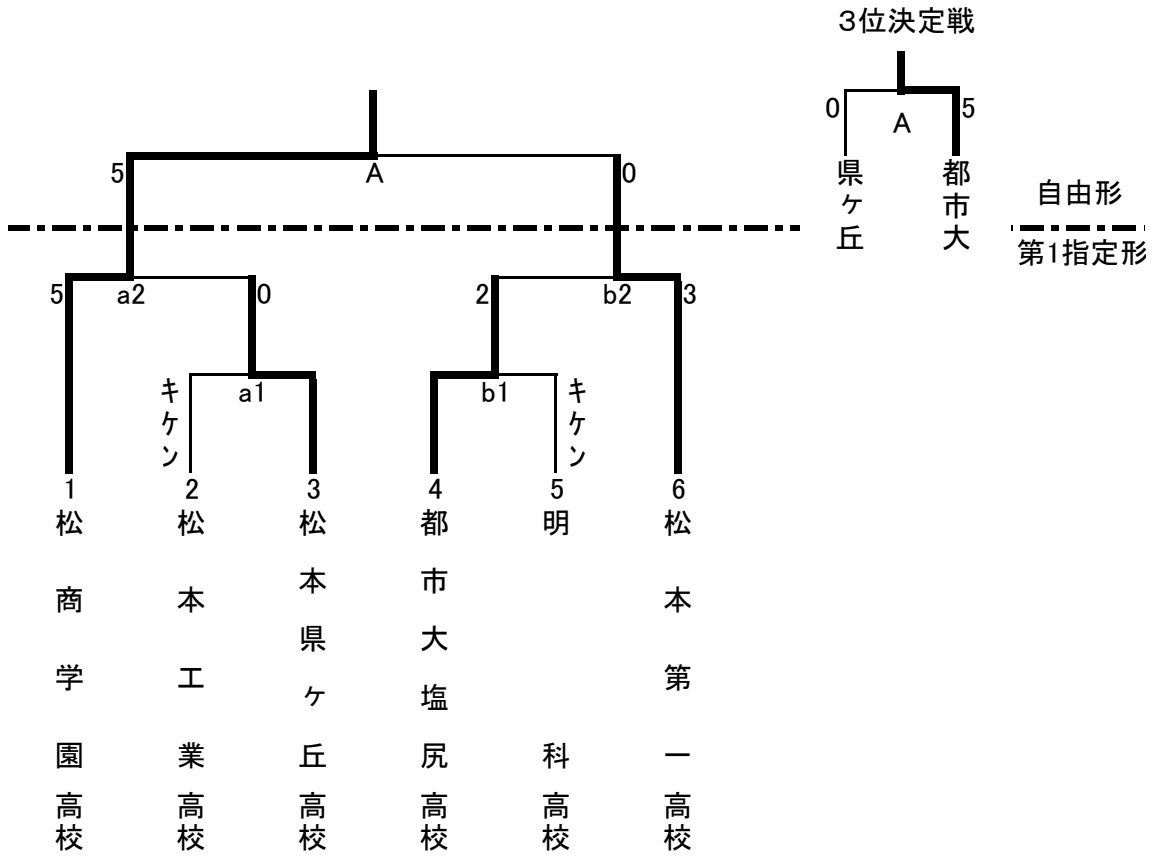 3位決定戦
0
5
A
県ヶ丘
都市大
自由形
第1指定形
5
A
0
5
a2
0
2
b2
3
キケン
a1
b1
キケン
1
2
3
4
5
6
松商学園高校
松本工業高校
松本県ヶ丘高校
都市大塩尻高校
明科高校
松本第一高校